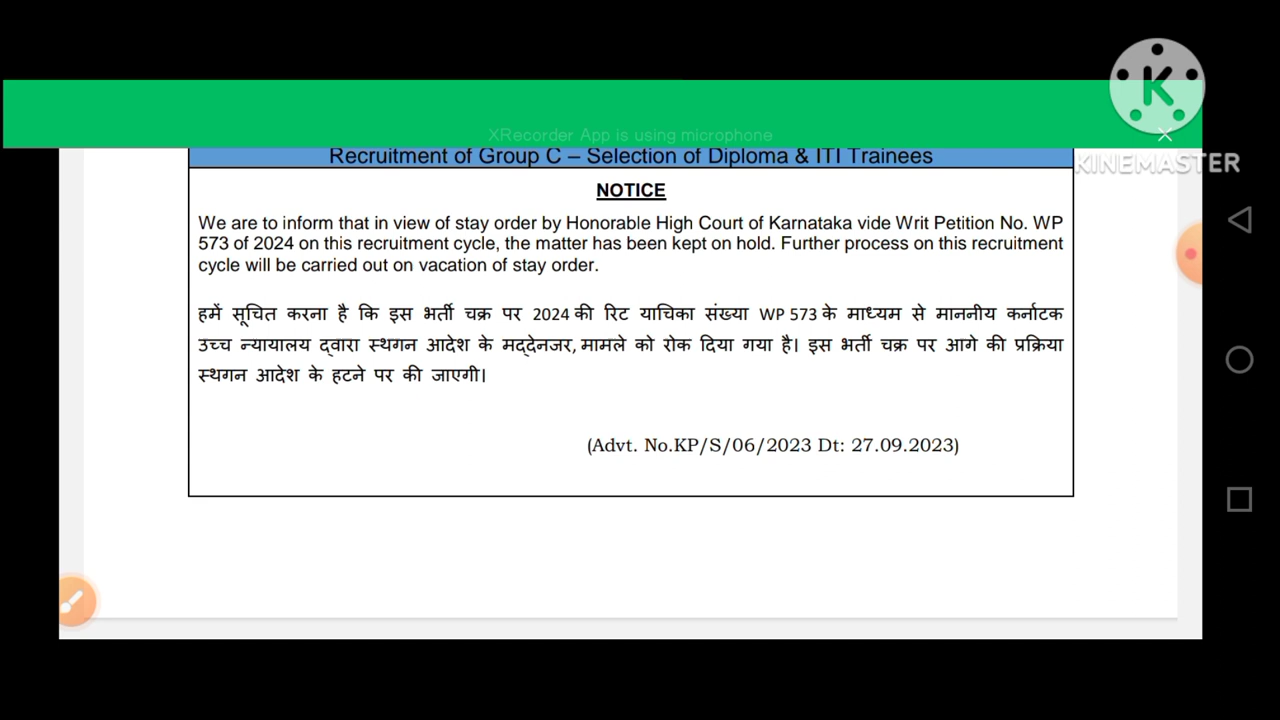 XRecorder App is using microphone
KINEMASTER
Recruitment of Group C – Selection of Diploma & ITI Trainees
NOTICE
We are to inform that in view of stay order by Honorable High Court of Karnataka vide Writ Petition No. WP
573 of 2024 on this recruitment cycle, the matter has been kept on hold. Further process on this recruitment
cycle will be carried out on vacation of stay order.
हमें सूचित करना है कि इस भर्ती चक्र पर 2024 की रिट याचिका संख्या WP 573 के माध्यम से माननीय कर्नाटक
उच्च न्यायालय द्वारा स्थगन आदेश के मद्देनजर, मामले को रोक दिया गया है। इस भर्ती चक्र पर आगे की प्रक्रिया
स्थगन आदेश के हटने पर की जाएगी।
(Advt. No.KP/S/06/2023 Dt: 27.09.2023)